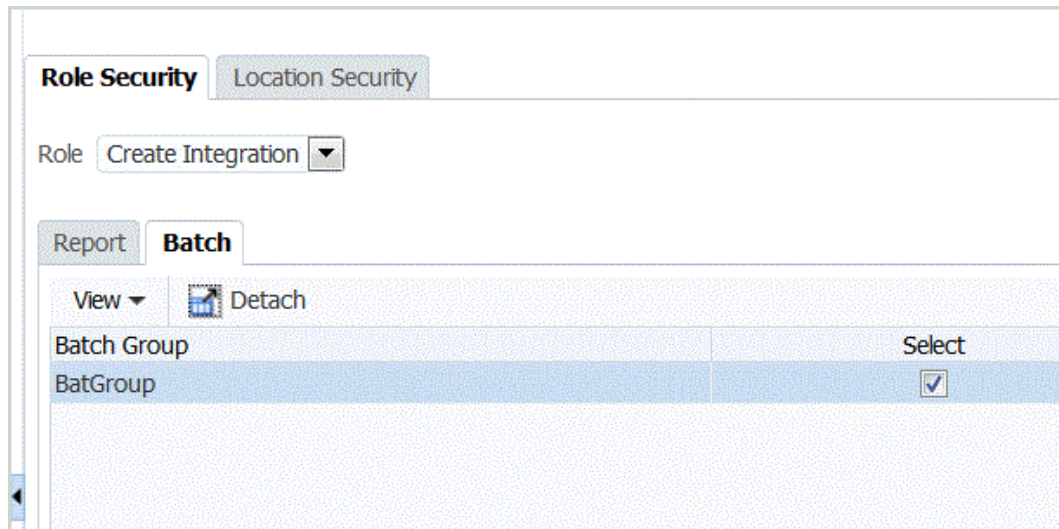 Role Security Location Security
Role Create Integration
Report Batch
View Detach
Batch Group Select
BatGroup